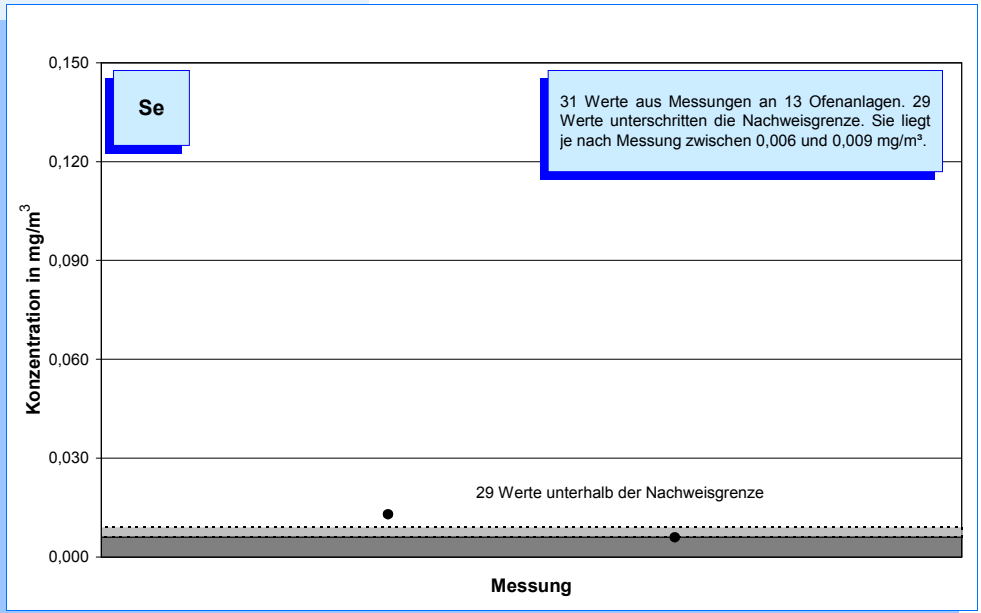 Se
31 Werte aus Messungen an 13 Ofenanlagen. 29
Werte unterschritten die Nachweisgrenze. Sie liegt
je nach Messung zwischen 0,006 und 0,009 mg/m³.
Konzentration in mg/m³
0,150
0,120
0,090
0,060
0,030
0,000
29 Werte unterhalb der Nachweisgrenze
Messung